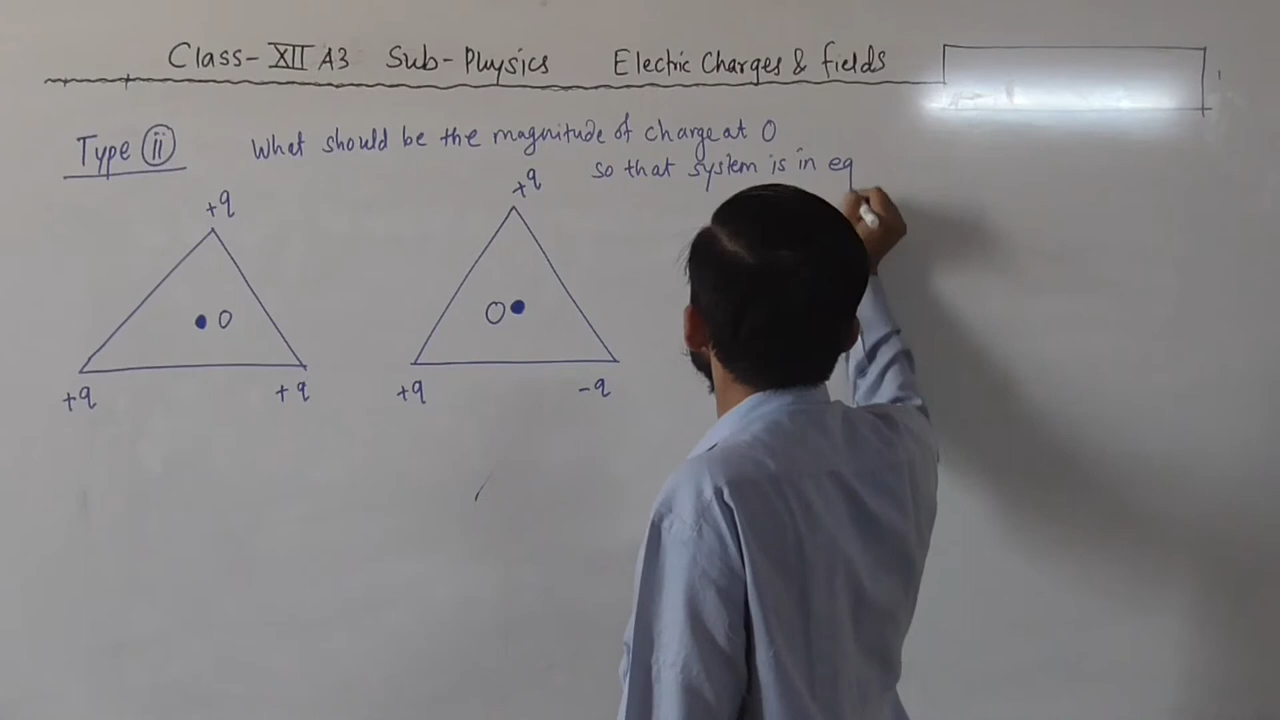 Class- XII A3 Sub- Physics Electric Charges & fields
Type (ii) What should be the magnitude of charge at O
so that system is in eq
+q
+q
O
O
+q
+q
+q
-q